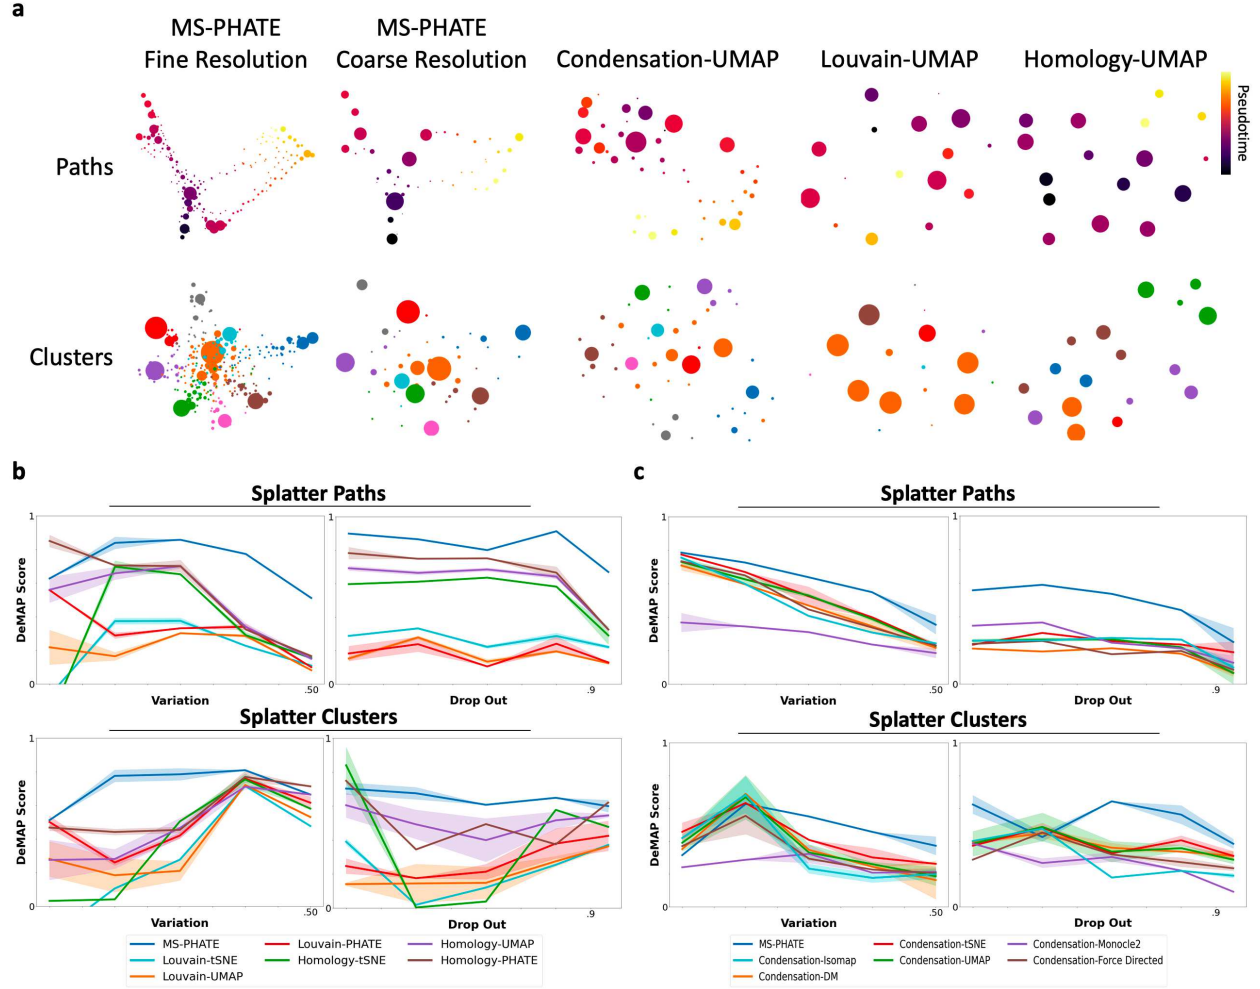 a
MS-PHATE
Fine Resolution
MS-PHATE
Coarse Resolution
Condensation-UMAP
Louvain-UMAP
Homology-UMAP
Pseudotime
Paths
Clusters
b
Splatter Paths
1
DeMAP Score
0
Variation
.50
1
0
Drop Out
.9
Splatter Clusters
1
DeMAP Score
0
Variation
.50
1
0
Drop Out
.9
MS-PHATE
Louvain-tSNE
Louvain-UMAP
Louvain-PHATE
Homology-tSNE
Homology-UMAP
Homology-PHATE
c
Splatter Paths
1
DeMAP Score
0
Variation
.50
1
0
Drop Out
.9
Splatter Clusters
1
DeMAP Score
0
Variation
.50
1
0
Drop Out
.9
MS-PHATE
Condensation-Isomap
Condensation-DM
Condensation-tSNE
Condensation-UMAP
Condensation-Monocle2
Condensation-Force Directed